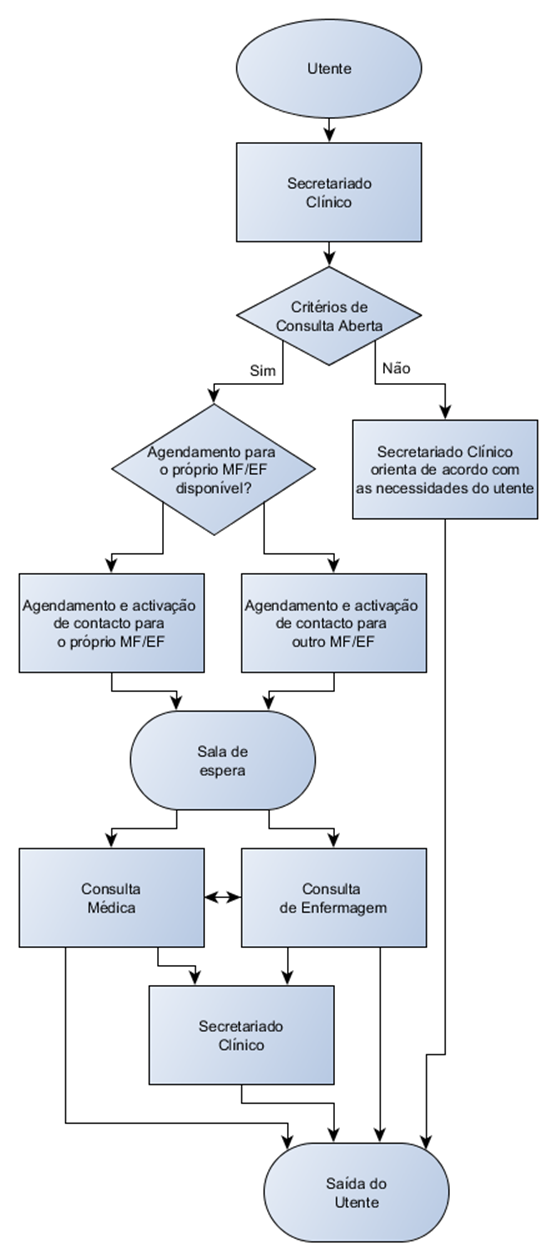 Utente
Secretariado
Clínico
Critérios de
Consulta Aberta
Sim
Não
Agendamento para
o próprio MF/EF
disponível?
Secretariado Clínico
orienta de acordo com
as necessidades do utente
Agendamento e activação
de contacto para
o próprio MF/EF
Agendamento e activação
de contacto para
outro MF/EF
Sala de
espera
Consulta
Médica
Consulta
de Enfermagem
Secretariado
Clínico
Saída do
Utente